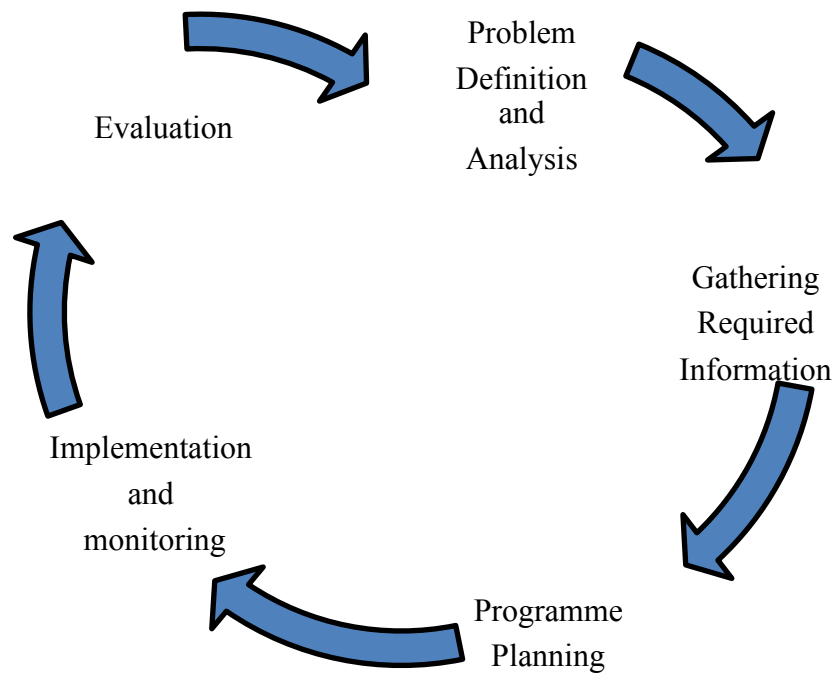 Problem
Definition
and
Analysis
Gathering
Required
Information
Programme
Planning
Implementation
and
monitoring
Evaluation